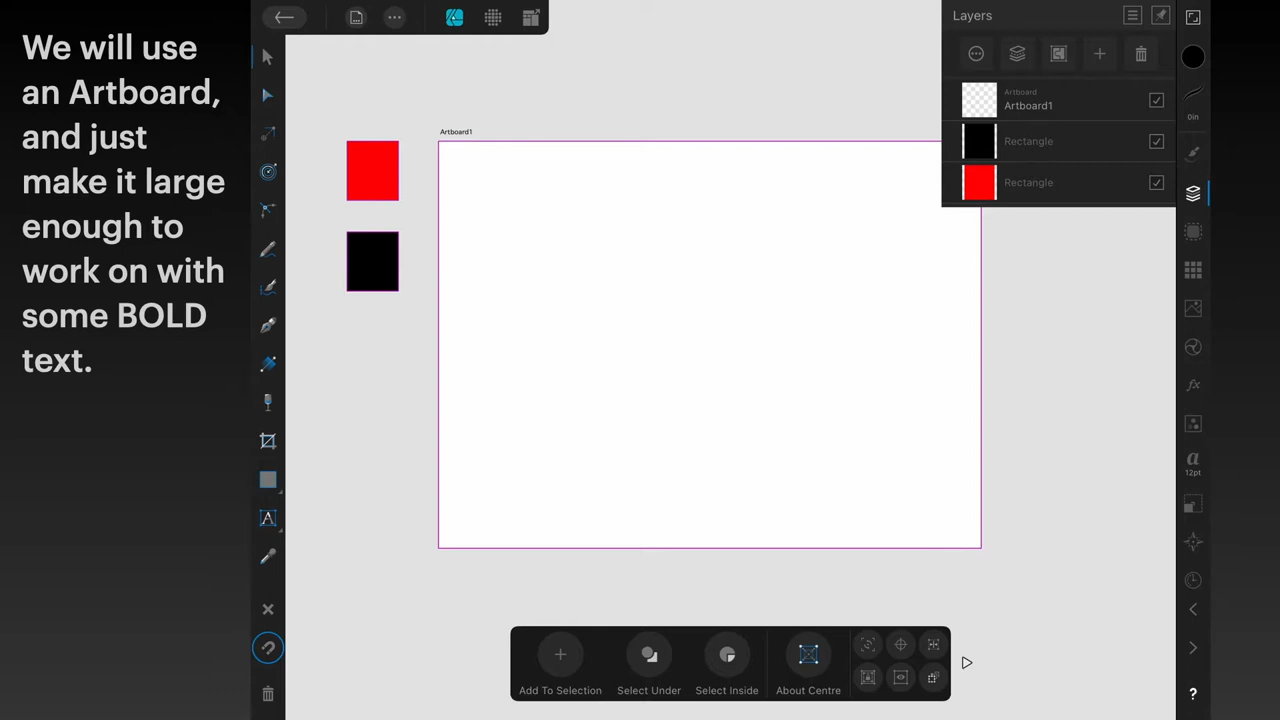 We will use
an Artboard,
and just
make it large
enough to
work on with
some BOLD
text.
Layers
Artboard
Artboard1
Rectangle
Rectangle
Artboard1
0in
a
12pt
A
fx
?
Add To Selection
Select Under
Select Inside
About Centre